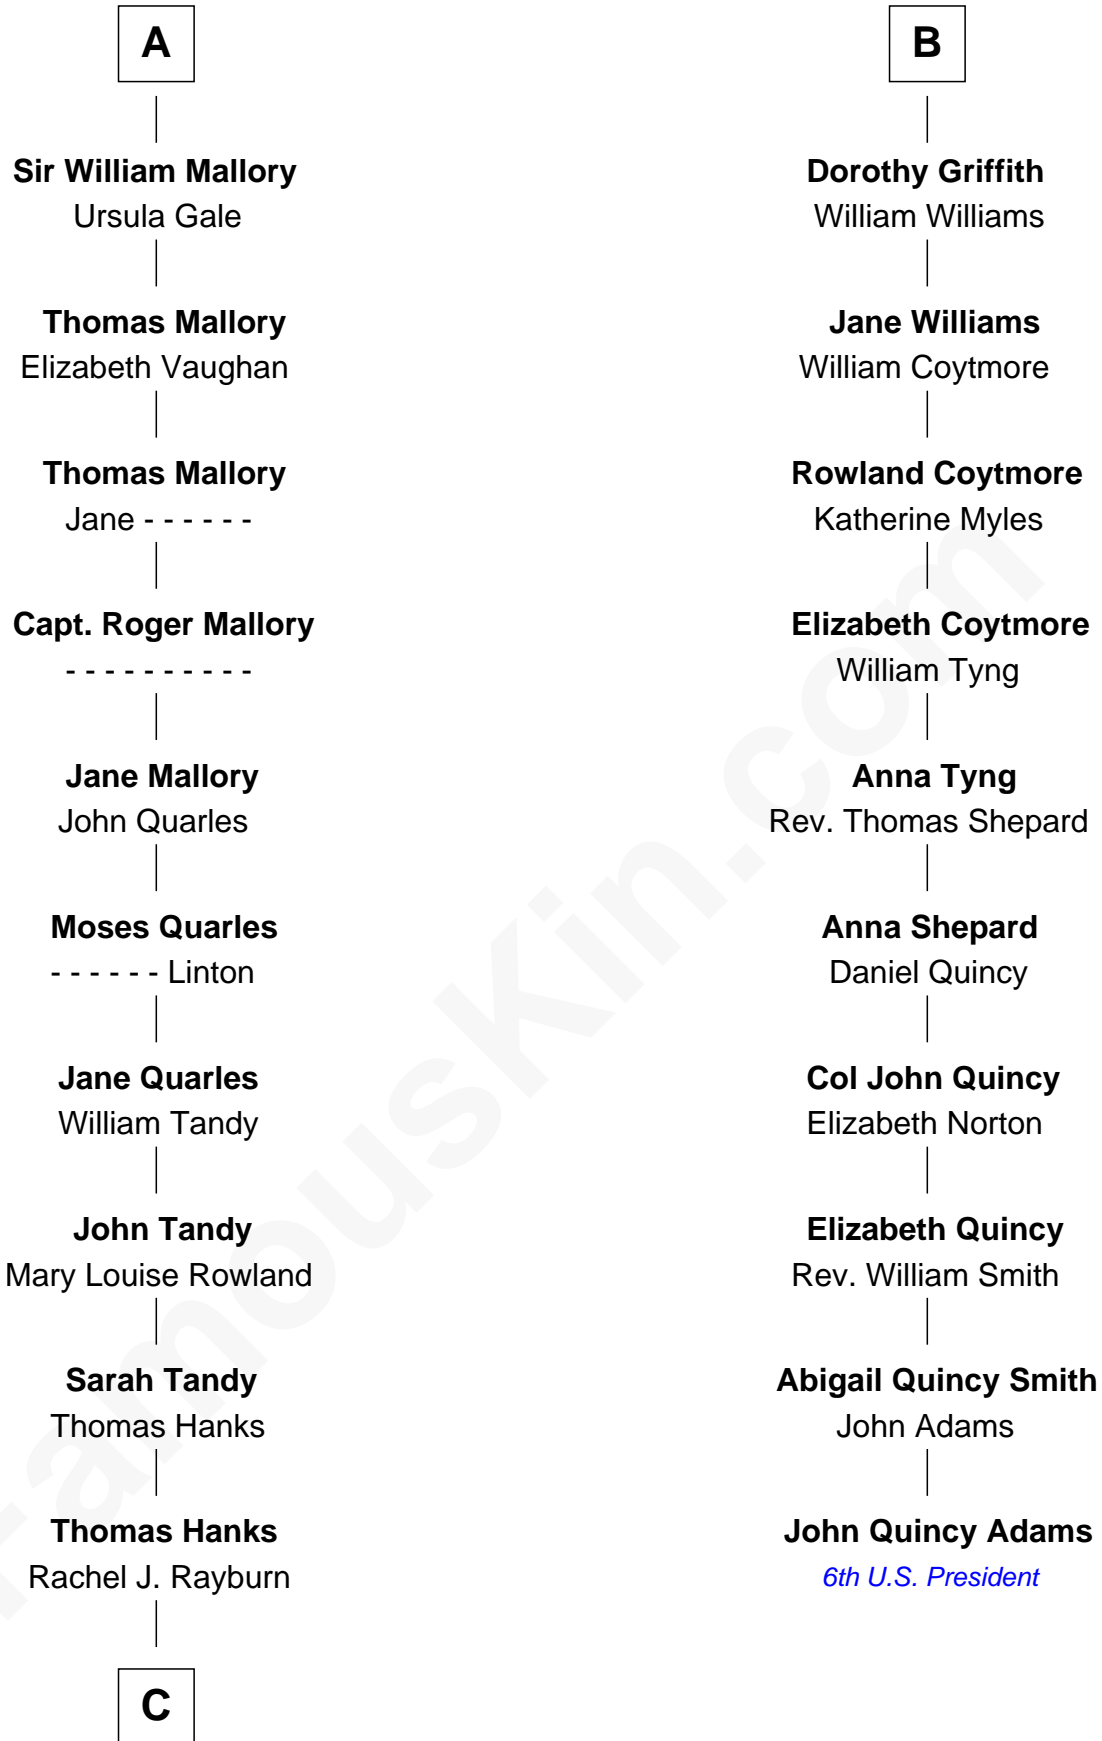 A
Sir William Mallory
Ursula Gale
Thomas Mallory
Elizabeth Vaughan
Thomas Mallory
Jane - - - - - -
Capt. Roger Mallory
- - - - - - - - - -
Jane Mallory
John Quarles
Moses Quarles
- - - - - - Linton
Jane Quarles
William Tandy
John Tandy
Mary Louise Rowland
Sarah Tandy
Thomas Hanks
Thomas Hanks
Rachel J. Rayburn
C
B
Dorothy Griffith
William Williams
Jane Williams
William Coytmore
Rowland Coytmore
Katherine Myles
Elizabeth Coytmore
William Tyng
Anna Tyng
Rev. Thomas Shepard
Anna Shepard
Daniel Quincy
Col John Quincy
Elizabeth Norton
Elizabeth Quincy
Rev. William Smith
Abigail Quincy Smith
John Adams
John Quincy Adams
6th U.S. President
FamousKin.com